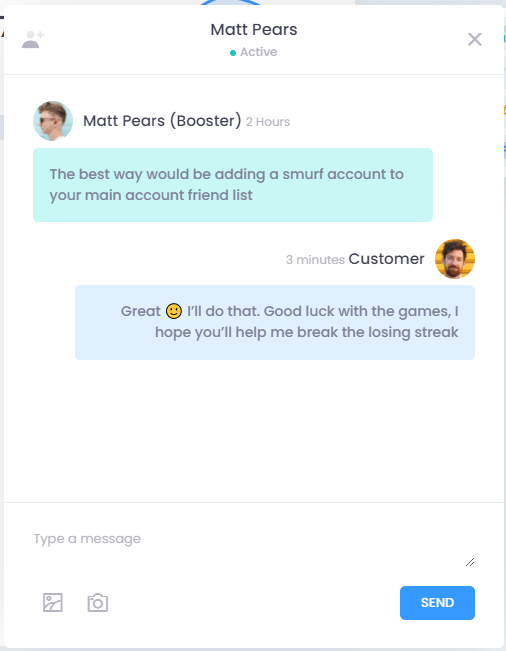 Matt Pears
Active
Matt Pears (Booster) 2 Hours
The best way would be adding a smurf account to
your main account friend list
3 minutes Customer
Great 🙂 I’ll do that. Good luck with the games, I
hope you’ll help me break the losing streak
Type a message
SEND